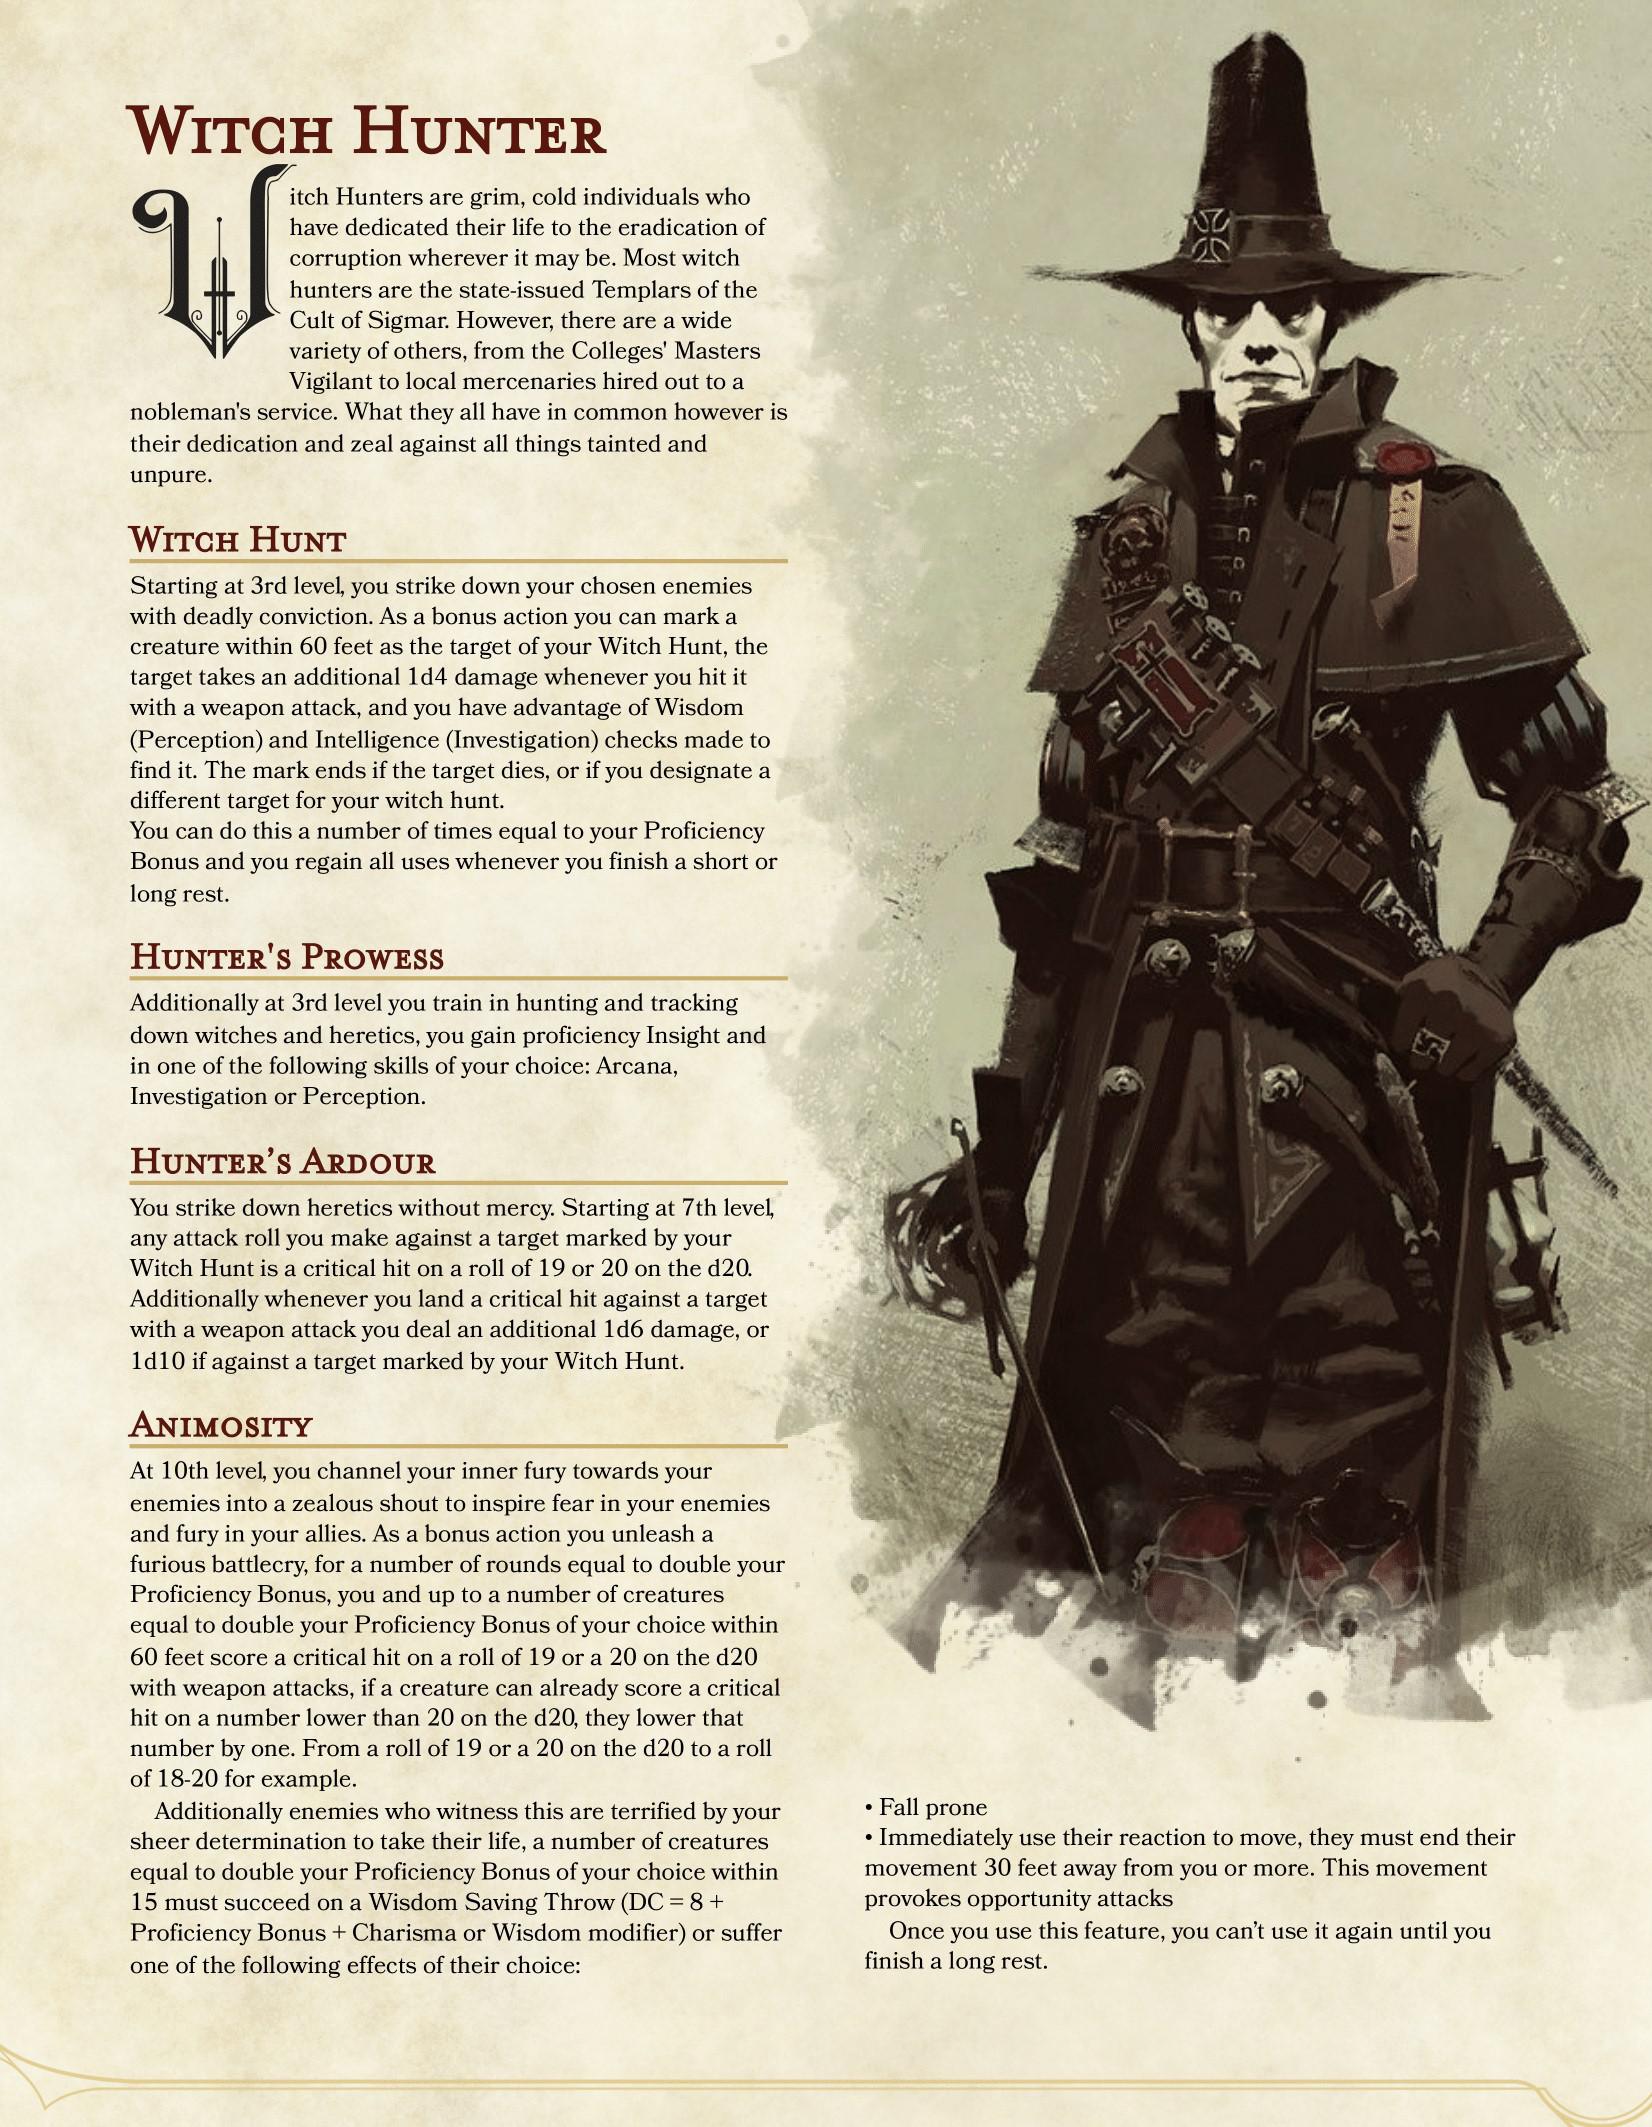 Witch Hunter
Witch Hunters are grim, cold individuals who
have dedicated their life to the eradication of
corruption wherever it may be. Most witch
hunters are the state-issued Templars of the
Cult of Sigmar. However, there are a wide
variety of others, from the Colleges' Masters
Vigilant to local mercenaries hired out to a
nobleman's service. What they all have in common however is
their dedication and zeal against all things tainted and
unpure.
Witch Hunt
Starting at 3rd level, you strike down your chosen enemies
with deadly conviction. As a bonus action you can mark a
creature within 60 feet as the target of your Witch Hunt, the
target takes an additional 1d4 damage whenever you hit it
with a weapon attack, and you have advantage of Wisdom
(Perception) and Intelligence (Investigation) checks made to
find it. The mark ends if the target dies, or if you designate a
different target for your witch hunt.
You can do this a number of times equal to your Proficiency
Bonus and you regain all uses whenever you finish a short or
long rest.
Hunter's Prowess
Additionally at 3rd level you train in hunting and tracking
down witches and heretics, you gain proficiency Insight and
in one of the following skills of your choice: Arcana,
Investigation or Perception.
Hunter’s Ardour
You strike down heretics without mercy. Starting at 7th level,
any attack roll you make against a target marked by your
Witch Hunt is a critical hit on a roll of 19 or 20 on the d20.
Additionally whenever you land a critical hit against a target
with a weapon attack you deal an additional 1d6 damage, or
1d10 if against a target marked by your Witch Hunt.
Animosity
At 10th level, you channel your inner fury towards your
enemies into a zealous shout to inspire fear in your enemies
and fury in your allies. As a bonus action you unleash a
furious battlecry, for a number of rounds equal to double your
Proficiency Bonus, you and up to a number of creatures
equal to double your Proficiency Bonus of your choice within
60 feet score a critical hit on a roll of 19 or a 20 on the d20
with weapon attacks, if a creature can already score a critical
hit on a number lower than 20 on the d20, they lower that
number by one. From a roll of 19 or a 20 on the d20 to a roll
of 18-20 for example.
Additionally enemies who witness this are terrified by your
sheer determination to take their life, a number of creatures
equal to double your Proficiency Bonus of your choice within
15 must succeed on a Wisdom Saving Throw (DC = 8 +
Proficiency Bonus + Charisma or Wisdom modifier) or suffer
one of the following effects of their choice:
• Fall prone
• Immediately use their reaction to move, they must end their
movement 30 feet away from you or more. This movement
provokes opportunity attacks
Once you use this feature, you can’t use it again until you
finish a long rest.